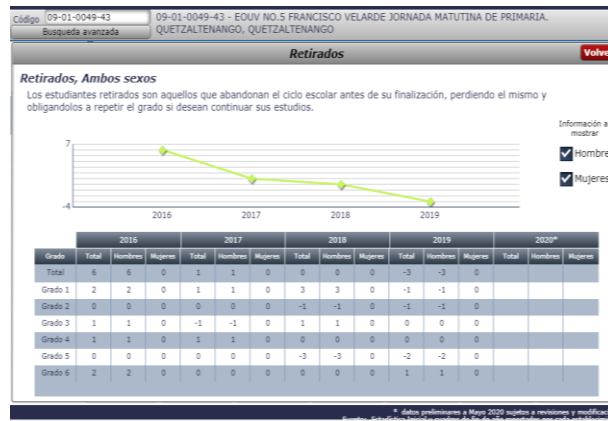 Código 09-01-0049-43
Busqueda avanzada
09-01-0049-43 - EOUV NO.5 FRANCISCO VELARDE JORNADA MATUTINA DE PRIMARIA.
QUETZALTENANGO, QUETZALTENANGO
Retirados
Volve
Retirados, Ambos sexos
Los estudiantes retirados son aquellos que abandonan el ciclo escolar antes de su finalización, perdiendo el mismo y
obligandolos a repetir el grado si desean continuar sus estudios.
Información a
mostrar
Hombre
Mujeres
7
-4
2016 2017 2018 2019
2016 2017 2018 2019 2020*
Grado Total Hombres Mujeres Total Hombres Mujeres Total Hombres Mujeres Total Hombres Mujeres Total Hombres Mujeres
Total 6 6 0 1 1 0 0 0 0 -3 -3 0
Grado 1 2 2 0 1 1 0 3 3 0 -1 -1 0
Grado 2 0 0 0 0 0 0 -1 -1 0 -1 -1 0
Grado 3 1 1 0 -1 -1 0 1 1 0 0 0 0
Grado 4 1 1 0 1 1 0 0 0 0 0 0 0
Grado 5 0 0 0 0 0 0 -3 -3 0 -2 -2 0
Grado 6 2 2 0 0 0 0 0 0 0 1 1 0
* datos preliminares a Mayo 2020 sujetos a revisiones y modificac